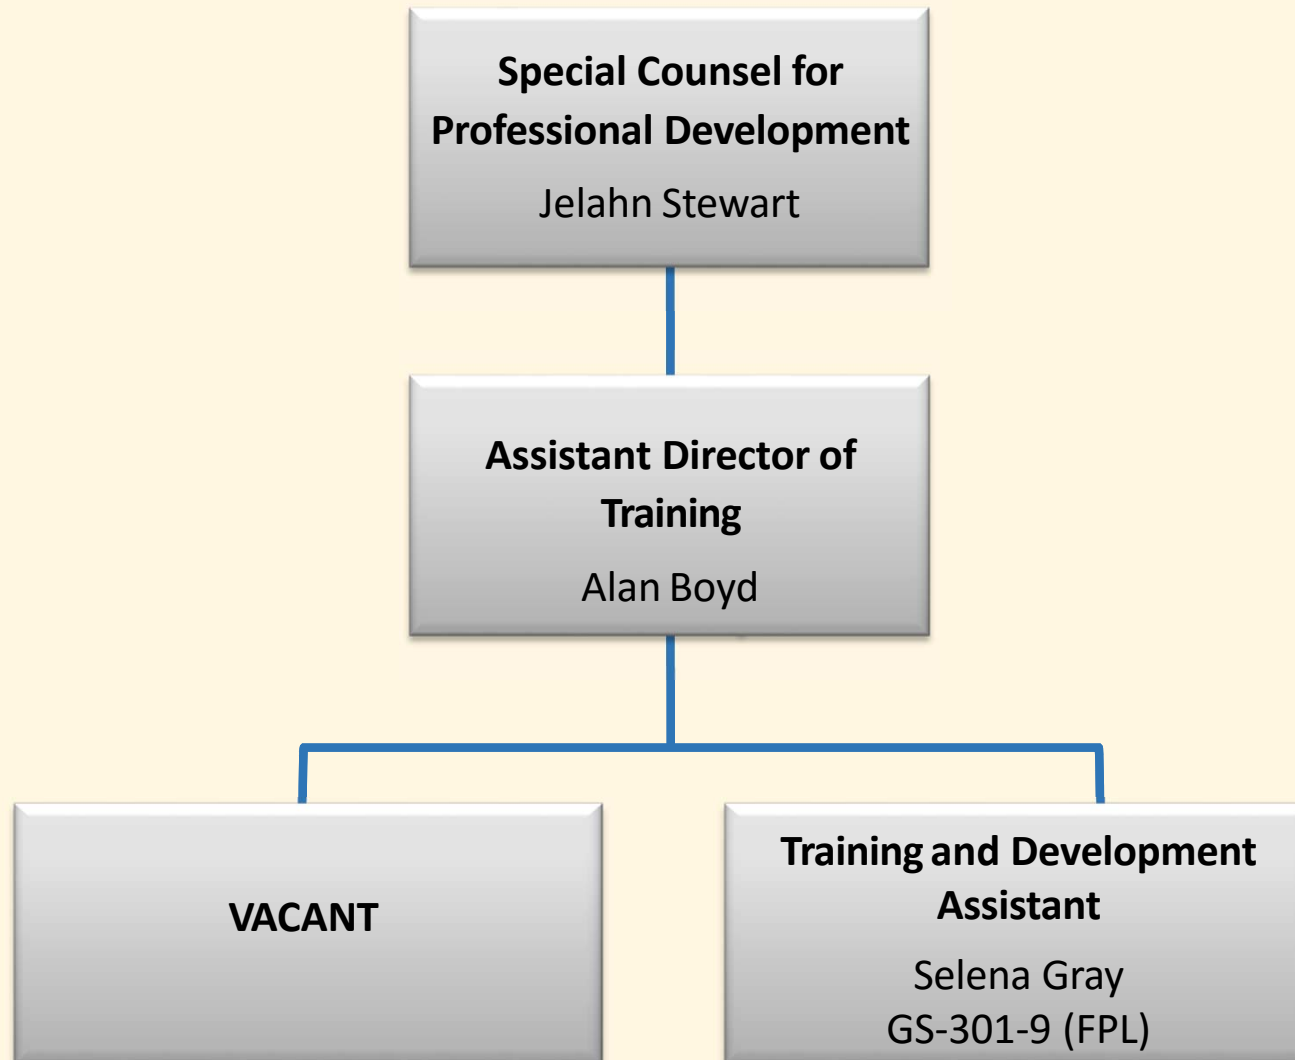 Special Counsel for
Professional Development
Jelahn Stewart
Assistant Director of
Training
Alan Boyd
VACANT
Training and Development
Assistant
Selena Gray
GS-301-9 (FPL)